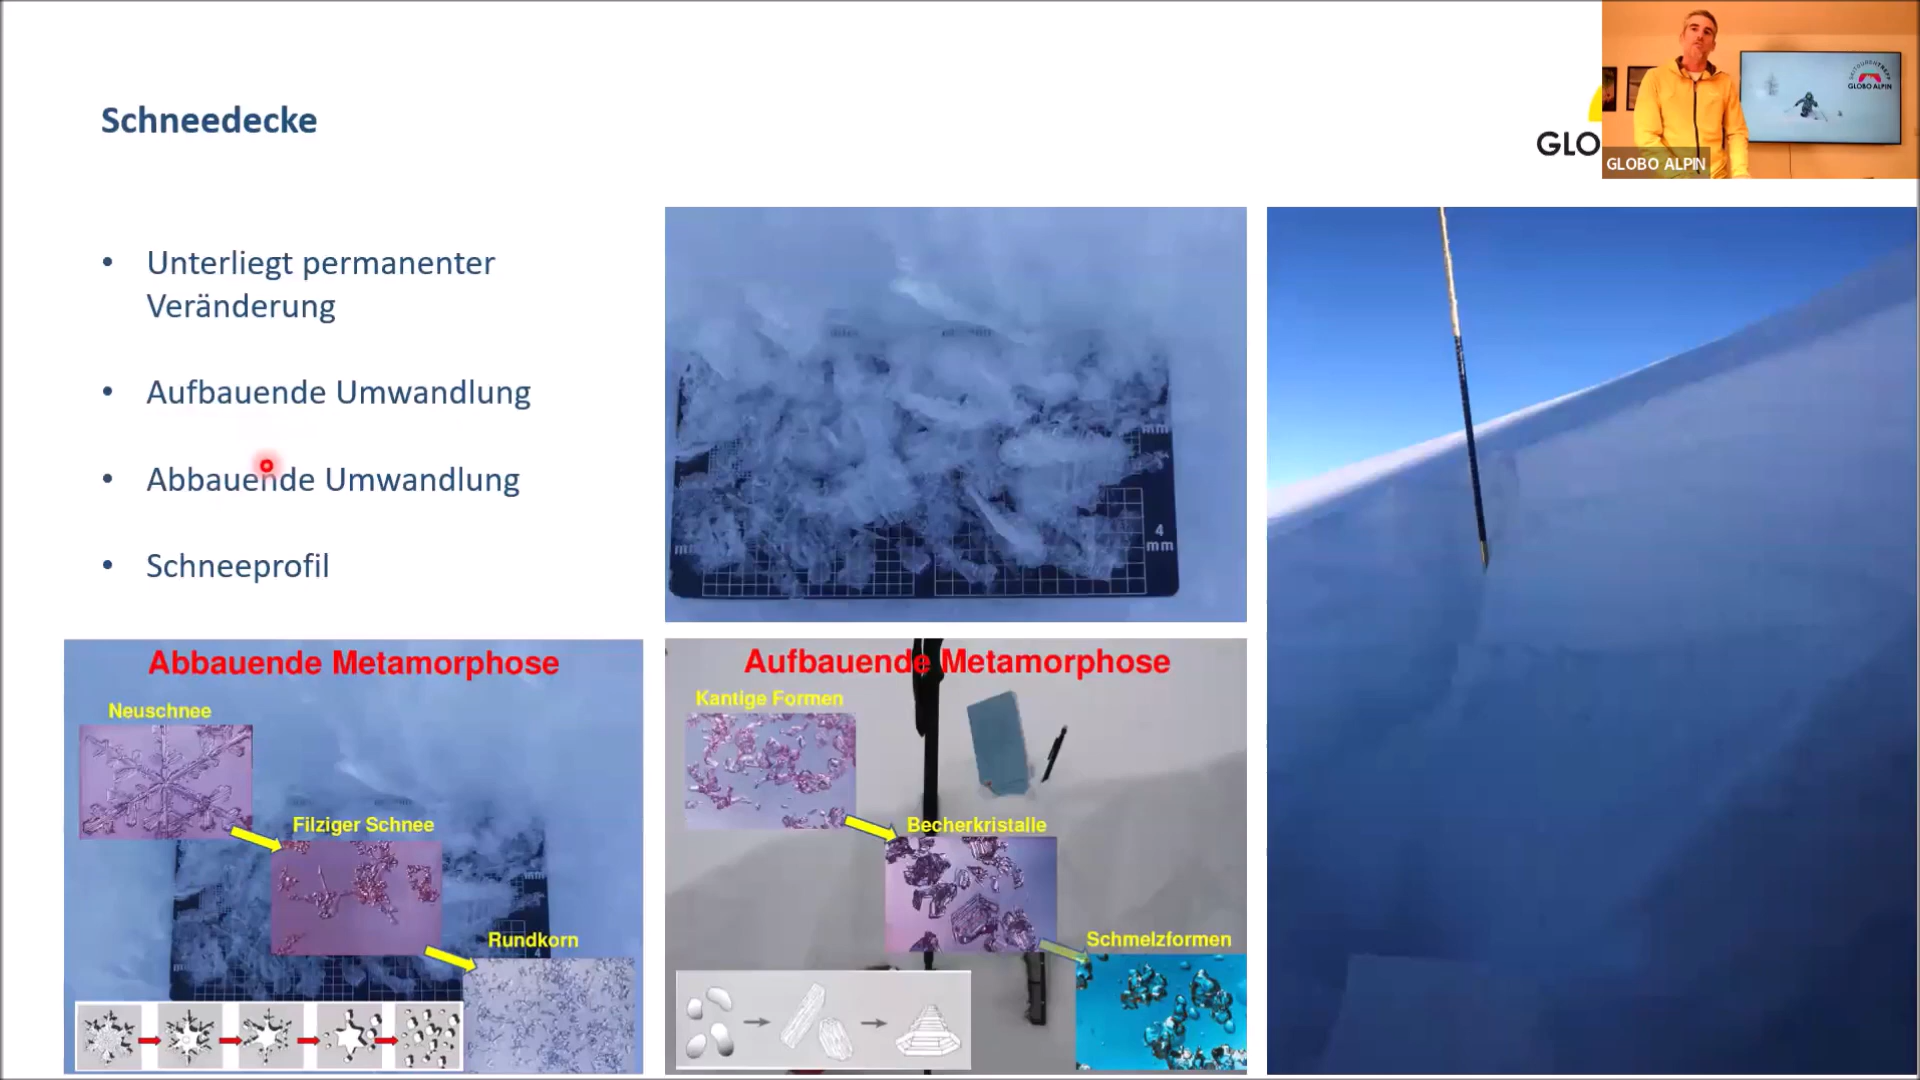 Schneedecke
GLO
GLOBO ALPIN
GLOBO ALPIN
• Unterliegt permanenter
Veränderung
• Aufbauende Umwandlung
• Abbauende Umwandlung
• Schneeprofil
mm
4
mm
Abbauende Metamorphose
Neuschnee
Filziger Schnee
Rundkorn
Aufbauende Metamorphose
Kantige Formen
Becherkristalle
Schmelzformen